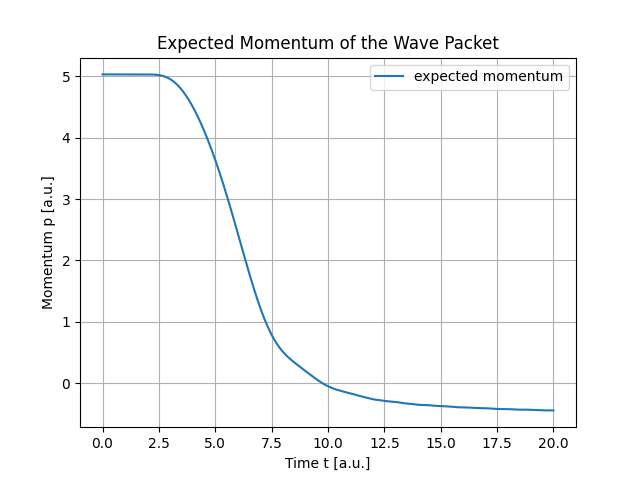 Expected Momentum of the Wave Packet
expected momentum
5
4
3
2
1
0
Momentum p [a.u.]
0.0 2.5 5.0 7.5 10.0 12.5 15.0 17.5 20.0
Time t [a.u.]